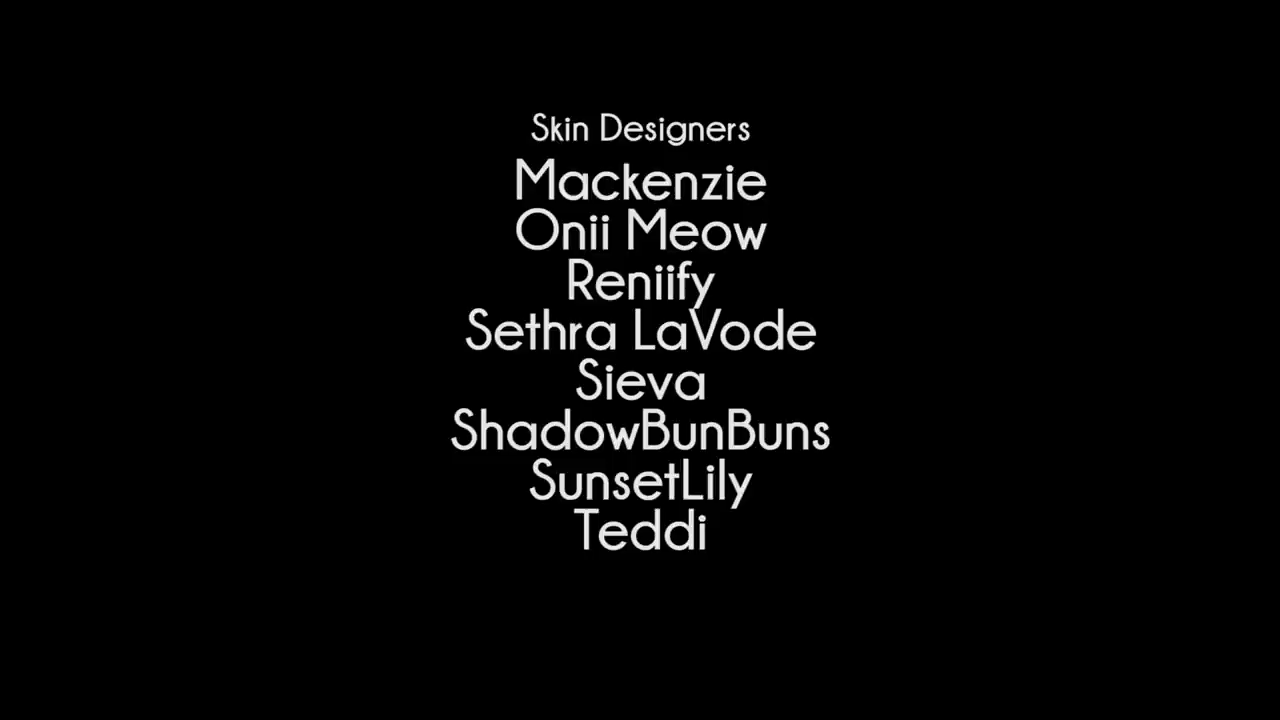 Skin Designers
Mackenzie
Onii Meow
Reniify
Sethra LaVode
Sieva
ShadowBunBuns
SunsetLily
Teddi